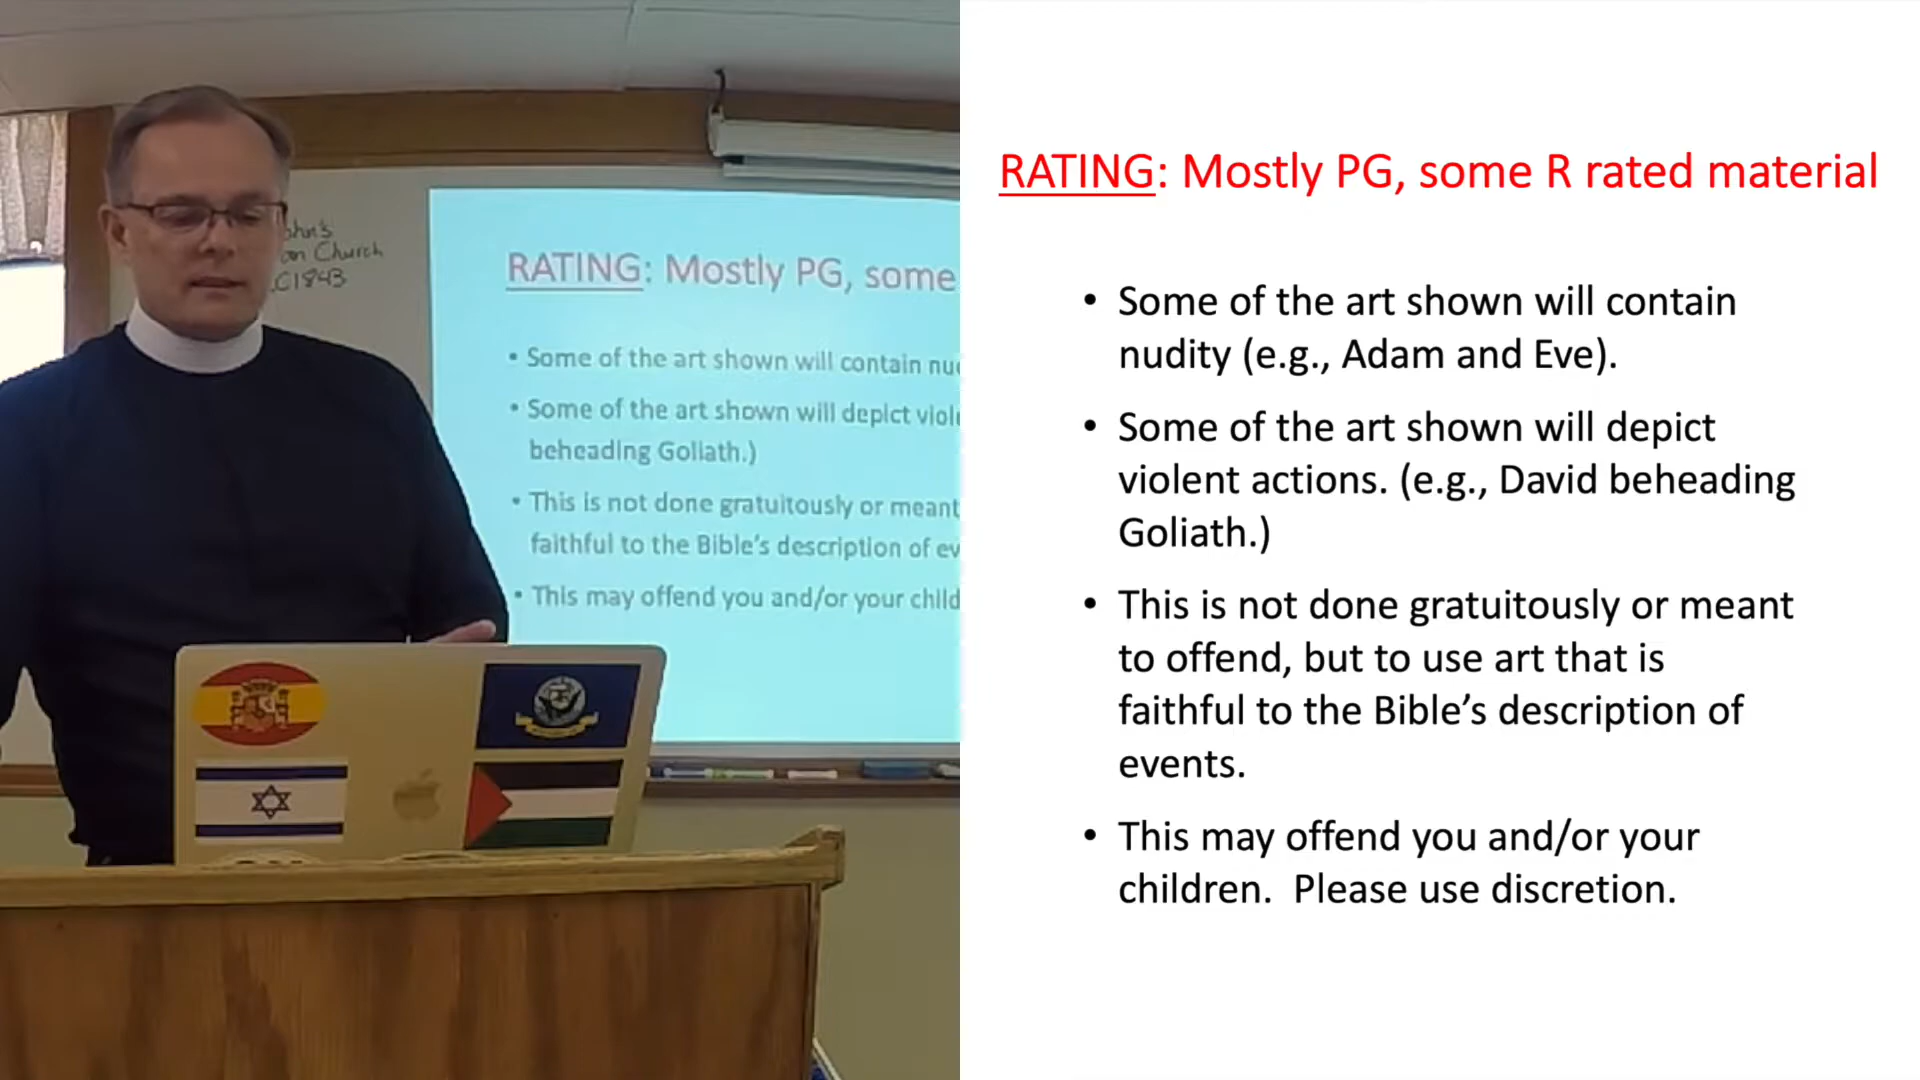 ohn's
on Church
C1843
RATING: Mostly PG, some
• Some of the art shown will contain
• Some of the art shown will depict
beheading Goliath.)
• This is not done gratuitously or meant
faithful to the Bible's description of
• This may offend you and/or your child
RATING: Mostly PG, some R rated material
• Some of the art shown will contain
nudity (e.g., Adam and Eve).
• Some of the art shown will depict
violent actions. (e.g., David beheading
Goliath.)
• This is not done gratuitously or meant
to offend, but to use art that is
faithful to the Bible’s description of
events.
• This may offend you and/or your
children.  Please use discretion.